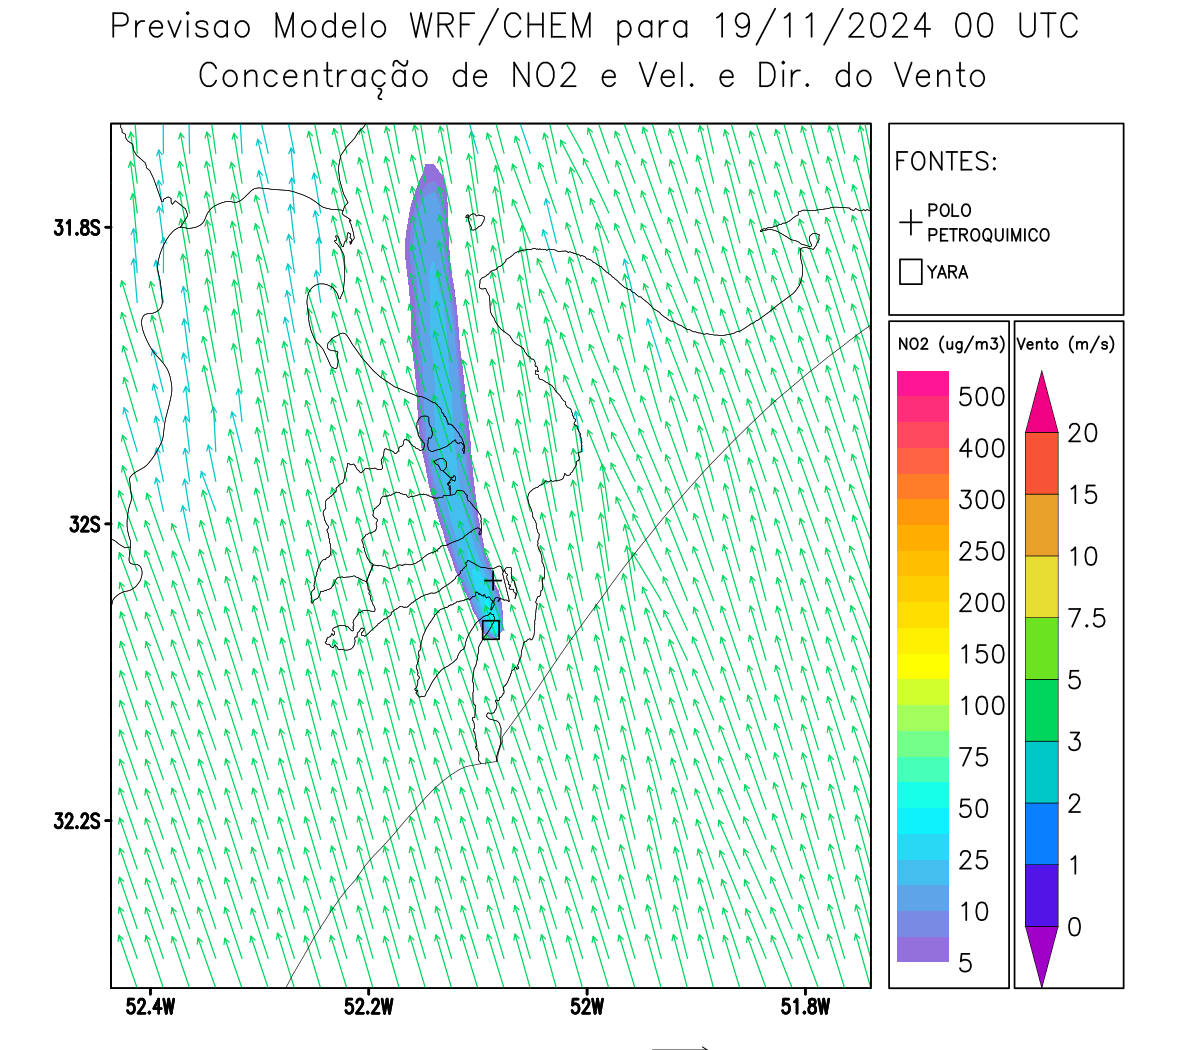 Previsao Modelo WRF/CHEM para 19/11/2024 00 UTC
Concentração de NO2 e Vel. e Dir. do Vento
FONTES:
POLO
PETROQUIMICO
YARA
31.8S
32S
32.2S
52.4W
52.2W
52W
51.8W
NO2 (ug/m3)
500
400
300
250
200
150
100
75
50
25
10
5
Vento (m/s)
20
15
10
7.5
5
3
2
1
0